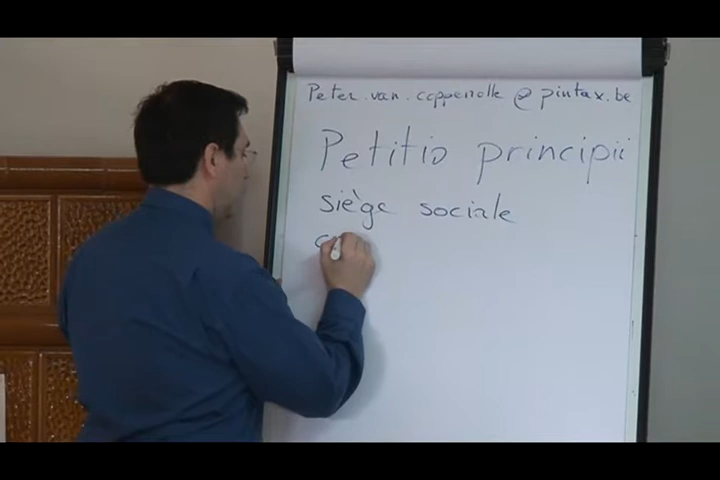 Peter.van.coppenolle@pintax.be
Petitio principii
siège sociale